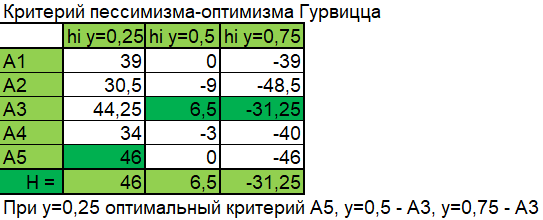 Критерий пессимизма-оптимизма Гурвицца
hi y=0,25 hi y=0,5 hi y=0,75
A1 39 0 -39
A2 30,5 -9 -48,5
A3 44,25 6,5 -31,25
A4 34 -3 -40
A5 46 0 -46
H = 46 6,5 -31,25
При y=0,25 оптимальный критерий A5, y=0,5 - A3, y=0,75 - A3